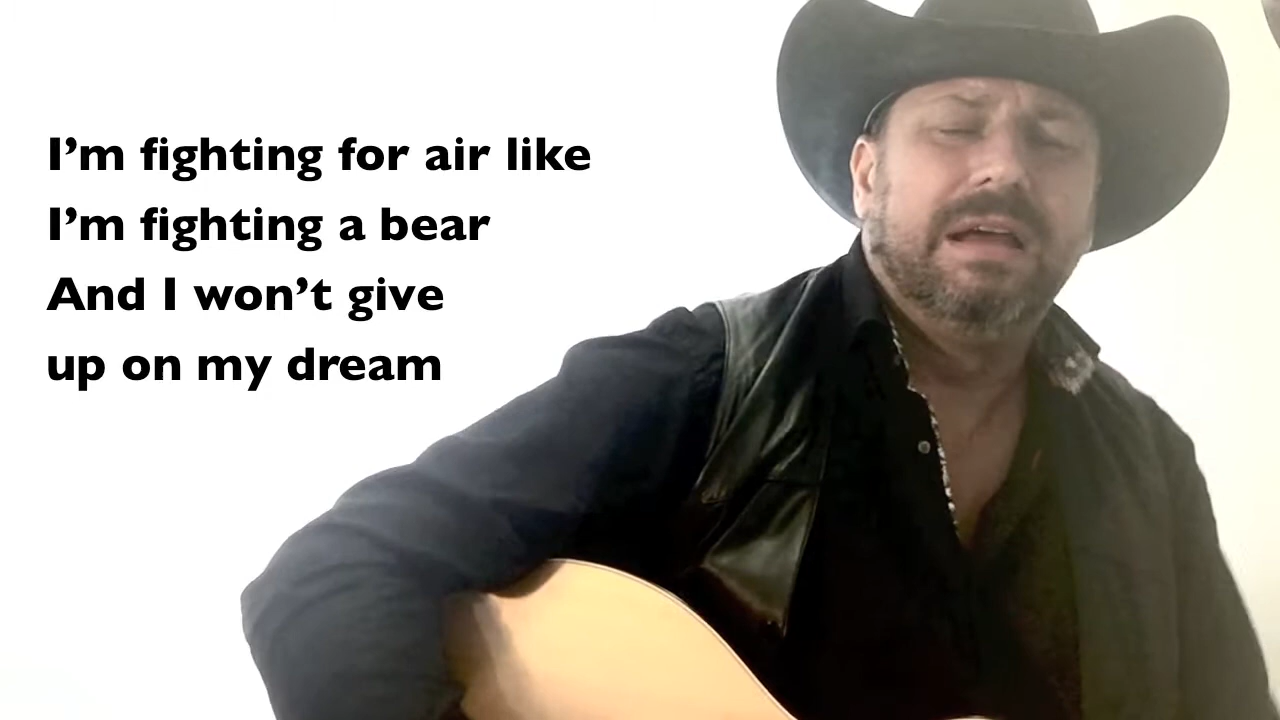 I’m fighting for air like
I’m fighting a bear
And I won’t give
up on my dream